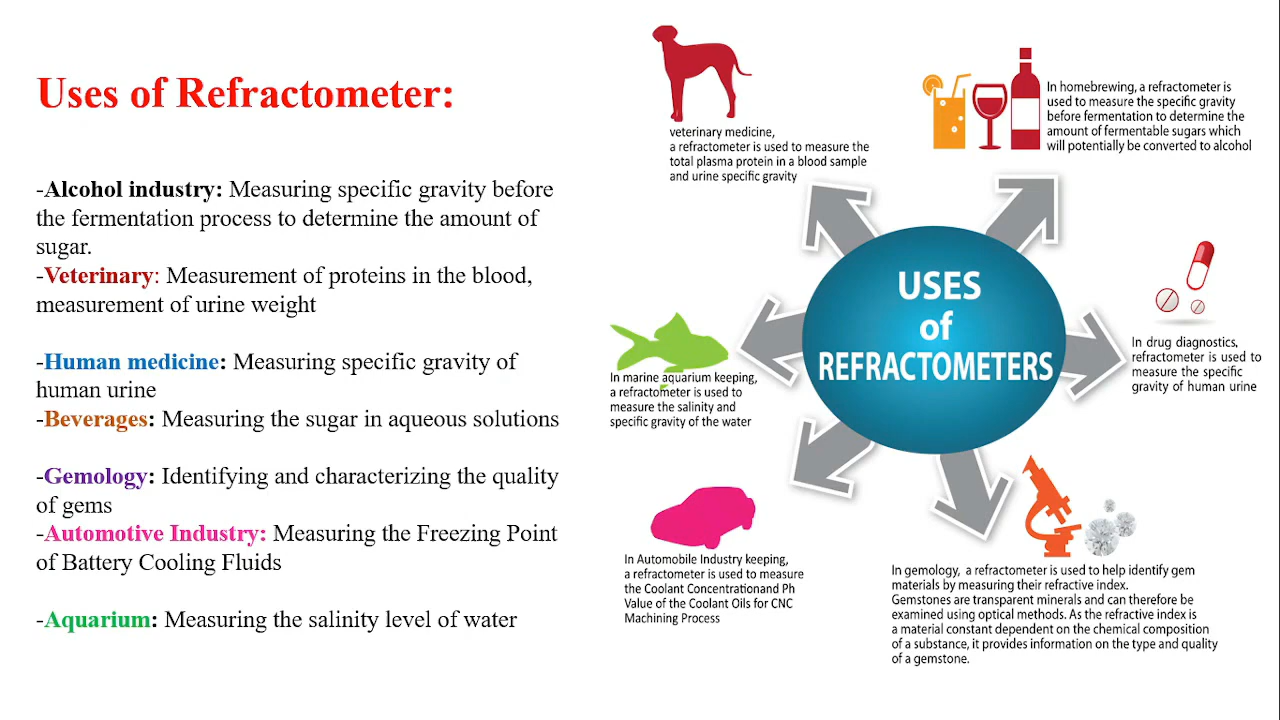 Uses of Refractometer:
-Alcohol industry: Measuring specific gravity before
the fermentation process to determine the amount of
sugar.
-Veterinary: Measurement of proteins in the blood,
measurement of urine weight
-Human medicine: Measuring specific gravity of
human urine
-Beverages: Measuring the sugar in aqueous solutions
-Gemology: Identifying and characterizing the quality
of gems
-Automotive Industry: Measuring the Freezing Point
of Battery Cooling Fluids
-Aquarium: Measuring the salinity level of water
veterinary medicine,
a refractometer is used to measure the
total plasma protein in a blood sample
and urine specific gravity
In homebrewing, a refractometer is
used to measure the specific gravity
before fermentation to determine the
amount of fermentable sugars which
will potentially be converted to alcohol
USES
of
REFRACTOMETERS
In marine aquarium keeping,
a refractometer is used to
measure the salinity and
specific gravity of the water
In drug diagnostics,
refractometer is used to
measure the specific
gravity of human urine
In Automobile Industry keeping,
a refractometer is used to measure
the Coolant Concentrationand Ph
Value of the Coolant Oils for CNC
Machining Process
In gemology, a refractometer is used to help identify gem
materials by measuring their refractive index.
Gemstones are transparent minerals and can therefore be
examined using optical methods. As the refractive index is
a material constant dependent on the chemical composition
of a substance, it provides information on the type and quality
of a gemstone.